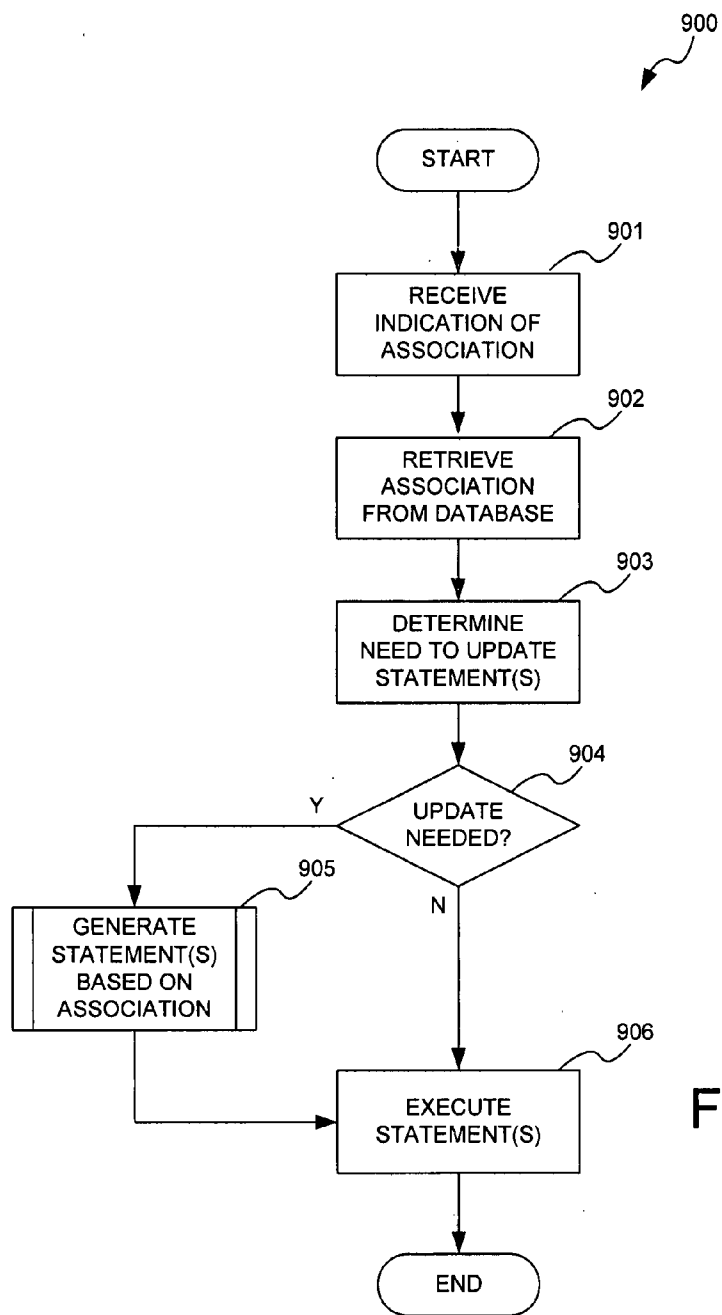 900
START
901
RECEIVE
INDICATION OF
ASSOCIATION
902
RETRIEVE
ASSOCIATION
FROM DATABASE
903
DETERMINE
NEED TO UPDATE
STATEMENT(S)
904
UPDATE
NEEDED?
Y
N
905
GENERATE
STATEMENT(S)
BASED ON
ASSOCIATION
906
EXECUTE
STATEMENT(S)
F
END